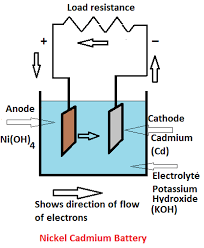 Load resistance
+
−
Anode
Ni(OH)4
Cathode
Cadmium
(Cd)
Electrolyte
Potassium
Hydroxide
(KOH)
Shows direction of flow
of electrons
Nickel Cadmium Battery